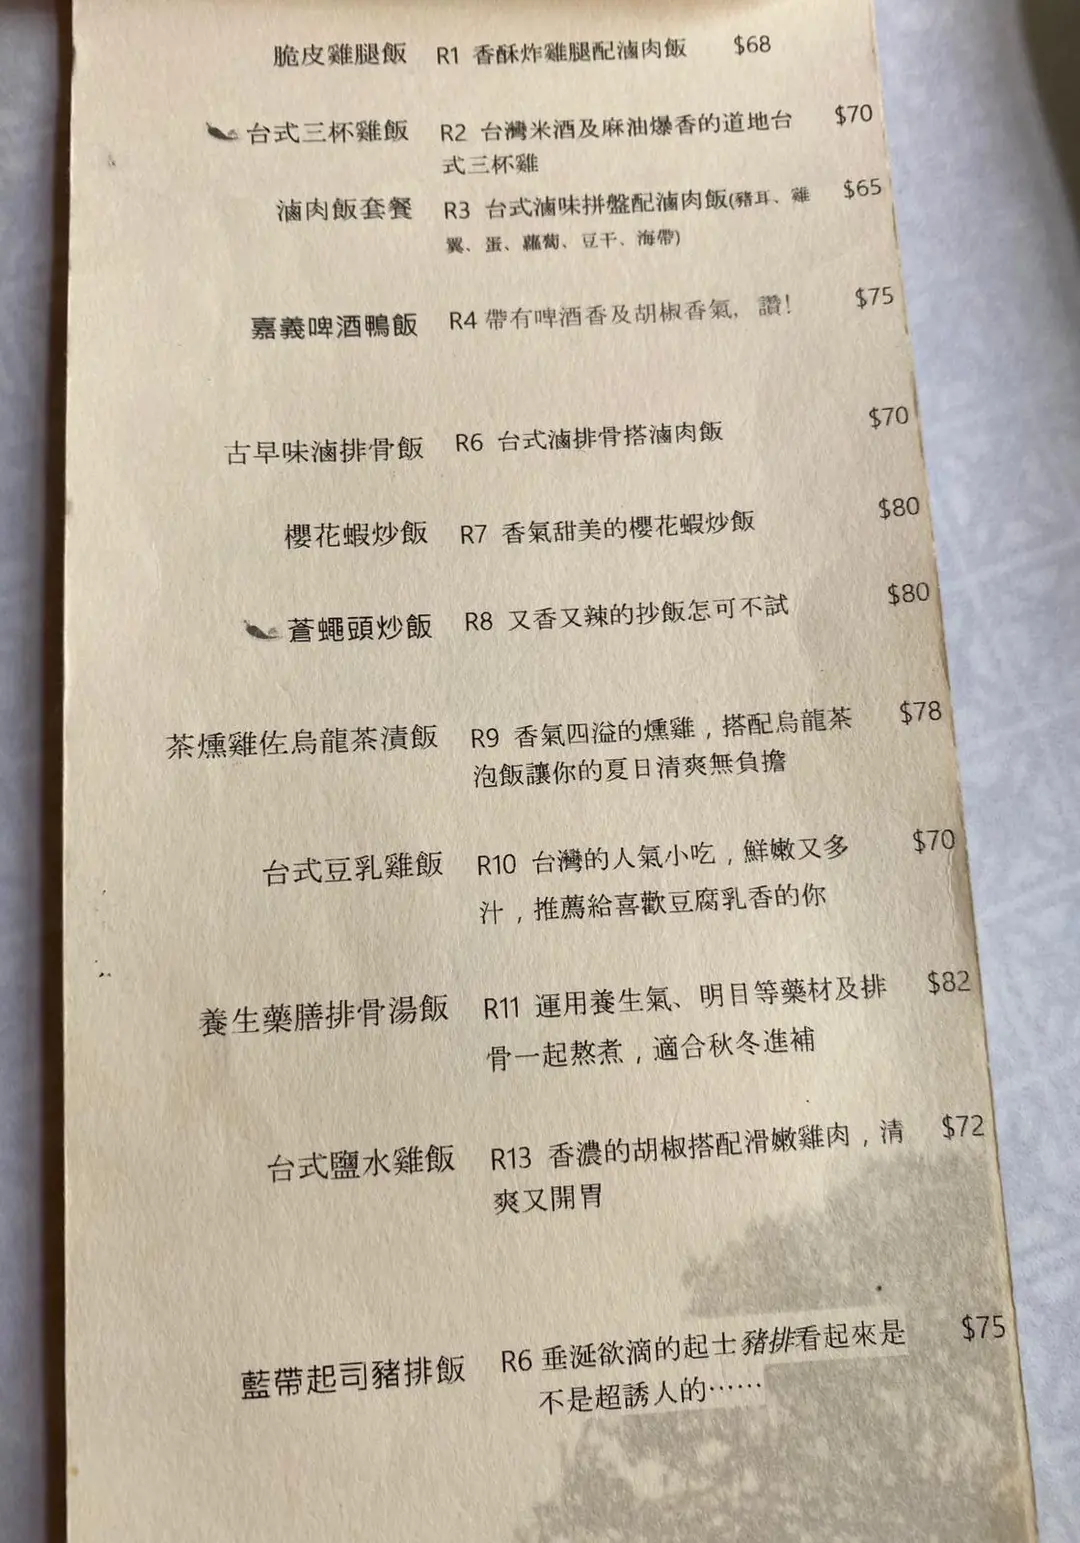 脆皮雞腿飯 R1 香酥炸雞腿配滷肉飯 $68
台式三杯雞飯 R2 台灣米酒及麻油爆香的道地台 $70
式三杯雞
滷肉飯套餐 R3 台式滷味拼盤配滷肉飯(豬耳、雞 $65
翼、蛋、蘿蔔、豆干、海帶)
嘉義啤酒鴨飯 R4 帶有啤酒香及胡椒香氣, 讚! $75
古早味滷排骨飯 R6 台式滷排骨搭滷肉飯 $70
櫻花蝦炒飯 R7 香氣甜美的櫻花蝦炒飯 $80
蒼蠅頭炒飯 R8 又香又辣的抄飯怎可不試 $80
茶燻雞佐烏龍茶漬飯 R9 香氣四溢的燻雞，搭配烏龍茶 $78
泡飯讓你的夏日清爽無負擔
台式豆乳雞飯 R10 台灣的人氣小吃，鮮嫩又多 $70
汁，推薦給喜歡豆腐乳香的你
養生藥膳排骨湯飯 R11 運用養生氣、明目等藥材及排 $82
骨一起熬煮，適合秋冬進補
台式鹽水雞飯 R13 香濃的胡椒搭配滑嫩雞肉，清 $72
爽又開胃
藍帶起司豬排飯 R6 垂涎欲滴的起士豬排看起來是 $75
不是超誘人的⋯⋯